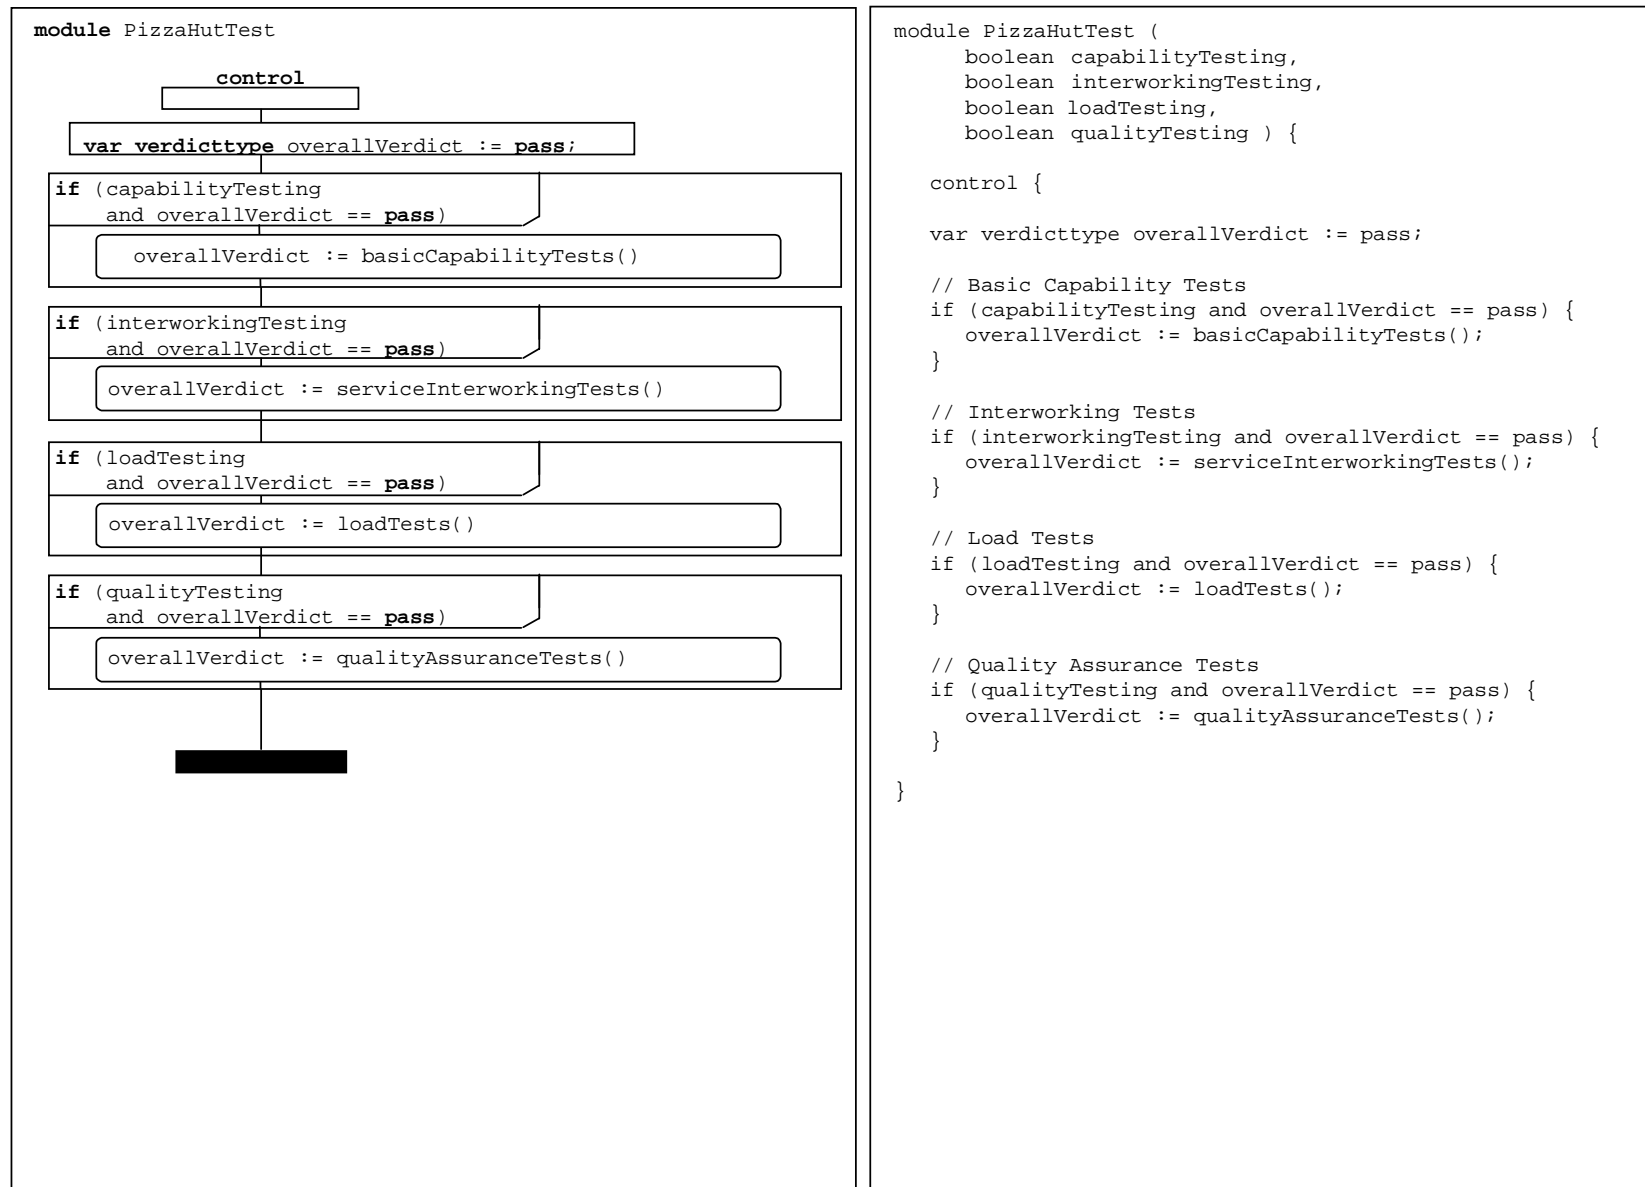 module PizzaHutTest
control
var verdicttype overallVerdict := pass;
if (capabilityTesting
and overallVerdict == pass)
overallVerdict := basicCapabilityTests()
if (interworkingTesting
and overallVerdict == pass)
overallVerdict := serviceInterworkingTests()
if (loadTesting
and overallVerdict == pass)
overallVerdict := loadTests()
if (qualityTesting
and overallVerdict == pass)
overallVerdict := qualityAssuranceTests()
module PizzaHutTest (
boolean capabilityTesting,
boolean interworkingTesting,
boolean loadTesting,
boolean qualityTesting ) {
control {
var verdicttype overallVerdict := pass;
// Basic Capability Tests
if (capabilityTesting and overallVerdict == pass) {
overallVerdict := basicCapabilityTests();
}
// Interworking Tests
if (interworkingTesting and overallVerdict == pass) {
overallVerdict := serviceInterworkingTests();
}
// Load Tests
if (loadTesting and overallVerdict == pass) {
overallVerdict := loadTests();
}
// Quality Assurance Tests
if (qualityTesting and overallVerdict == pass) {
overallVerdict := qualityAssuranceTests();
}
}